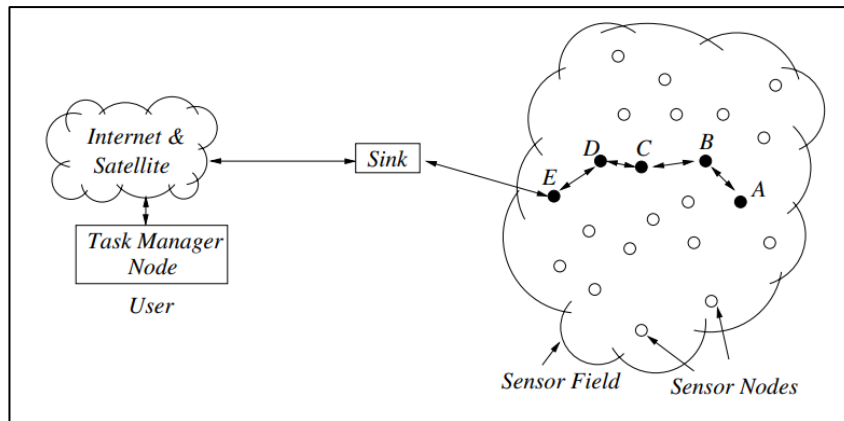 Internet &
Satellite
Sink
Task Manager
Node
User
E
D
C
B
A
Sensor Field
Sensor Nodes